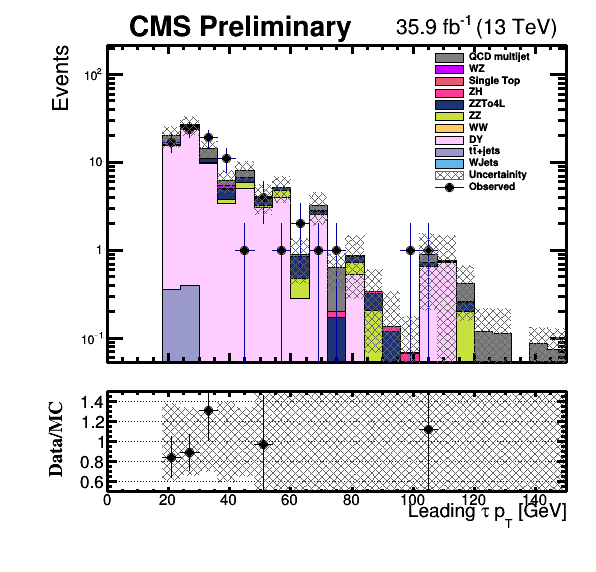 CMS Preliminary 35.9 fb⁻¹ (13 TeV)
Events
10²
10
1
10⁻¹
QCD multijet
WZ
Single Top
ZH
ZZTo4L
ZZ
WW
DY
tt̄+jets
WJets
Uncertainity
Observed
Data/MC
1.4
1.2
1
0.8
0.6
0 20 40 60 80 100 120 140
Leading τ p_T [GeV]